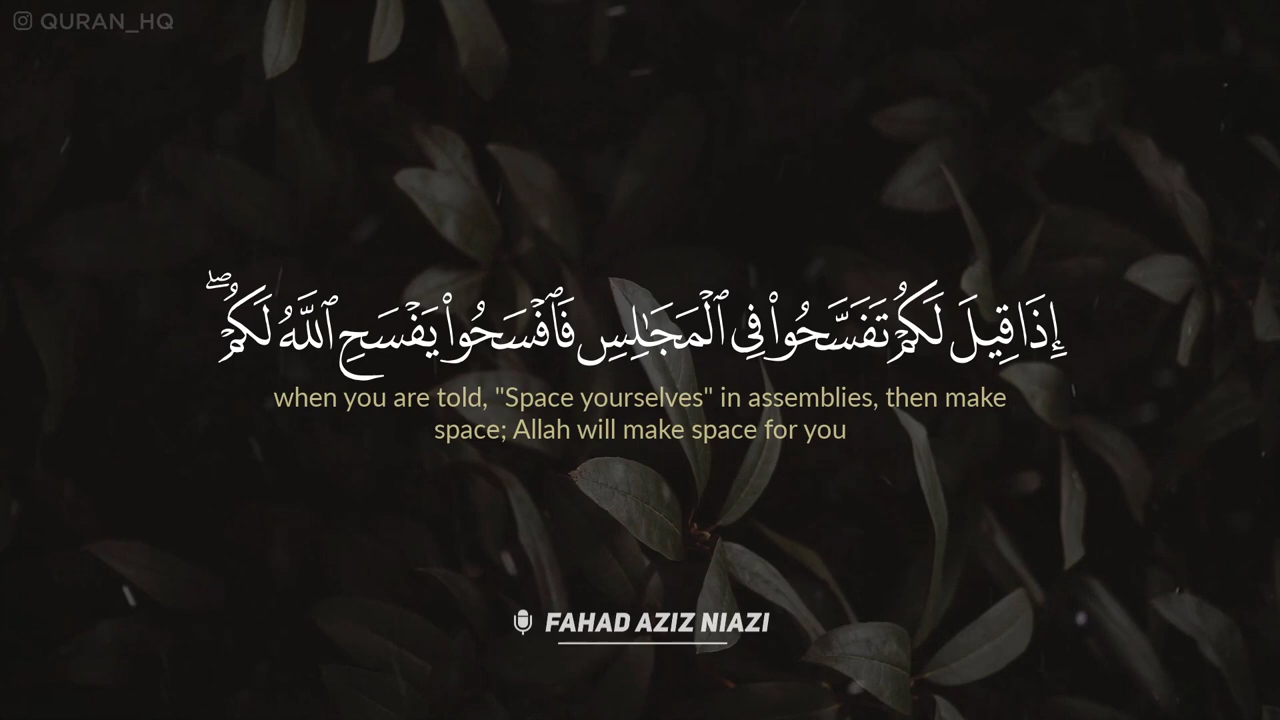 QURAN_HQ
إِذَا قِيلَ لَكُمْ تَفَسَّحُوا۟ فِى ٱلْمَجَٰلِسِ فَٱفْسَحُوا۟ يَفْسَحِ ٱللَّهُ لَكُمْ ۖ
when you are told, "Space yourselves" in assemblies, then make
space; Allah will make space for you
FAHAD AZIZ NIAZI